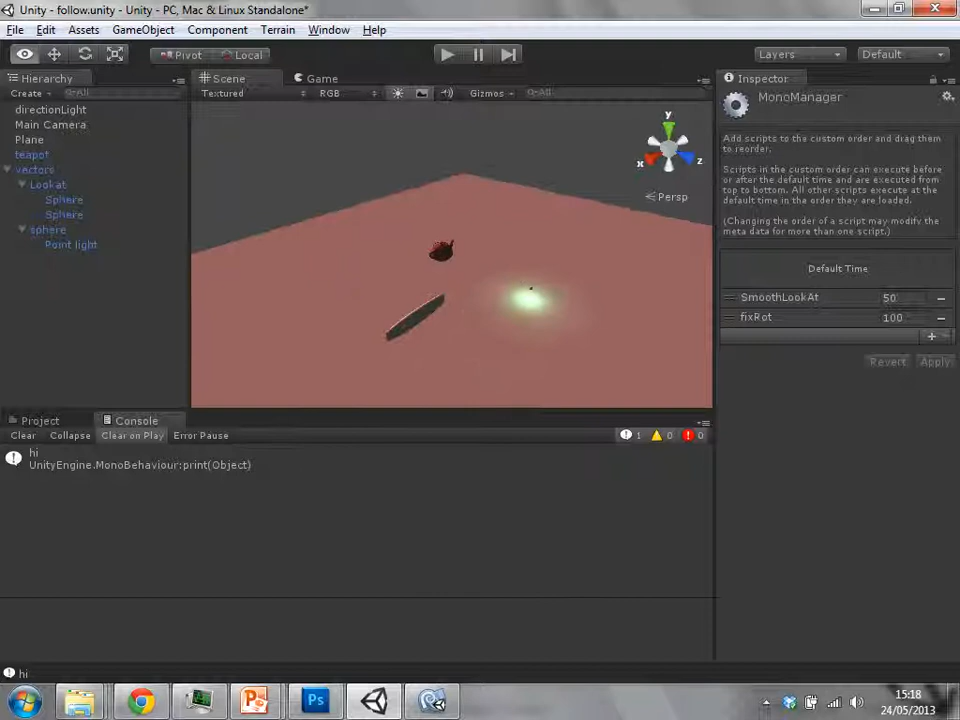 Unity - follow.unity - Unity - PC, Mac & Linux Standalone*
File Edit Assets GameObject Component Terrain Window Help
Pivot Local Layers Default
Hierarchy
Create All
directionLight
Main Camera
Plane
teapot
vectors
Lookat
Sphere
Sphere
sphere
Point light
Scene Game
Textured RGB Gizmos All
y
x z
Persp
Inspector
MonoManager
Add scripts to the custom order and drag them
to reorder.
Scripts in the custom order can execute before
or after the default time and are executed from
top to bottom. All other scripts execute at the
default time in the order they are loaded.
(Changing the order of a script may modify the
meta data for more than one script.)
Default Time
SmoothLookAt 50
fixRot 100
Revert Apply
Project Console
Clear Collapse Clear on Play Error Pause 1 0 0
hi
UnityEngine.MonoBehaviour:print(Object)
hi
Ps
15:18
24/05/2013